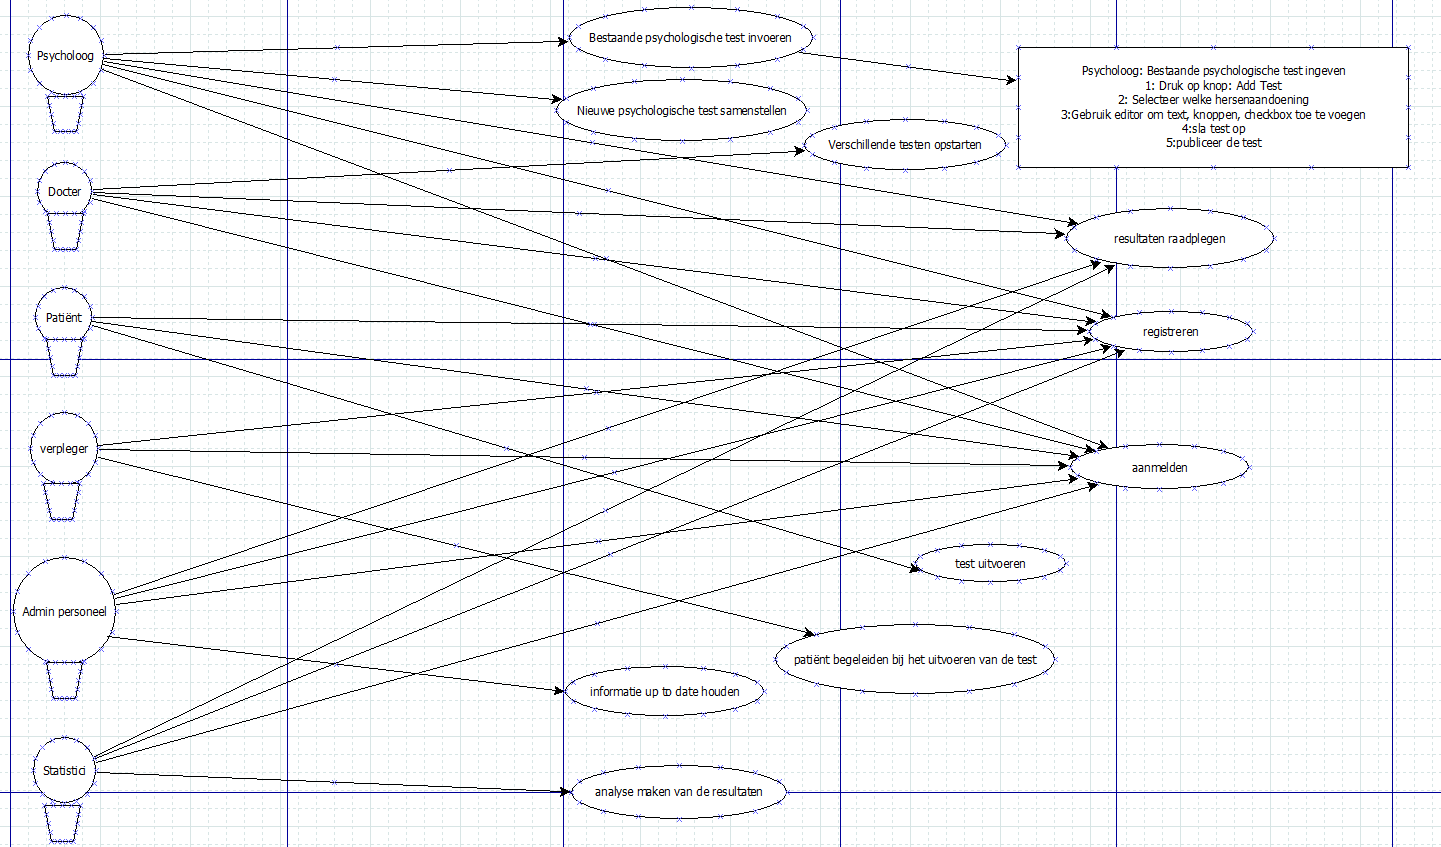 Psycholoog
Bestaande psychologische test invoeren
Nieuwe psychologische test samenstellen
Psycholoog: Bestaande psychologische test ingeven
1: Druk op knop: Add Test
2: Selecteer welke hersenaandoening
3:Gebruik editor om text, knoppen, checkbox toe te voegen
4:sla test op
5:publiceer de test
Verschillende testen opstarten
Docter
resultaten raadplegen
Patiënt
registreren
verpleger
aanmelden
test uitvoeren
Admin personeel
patiënt begeleiden bij het uitvoeren van de test
informatie up to date houden
Statistici
analyse maken van de resultaten